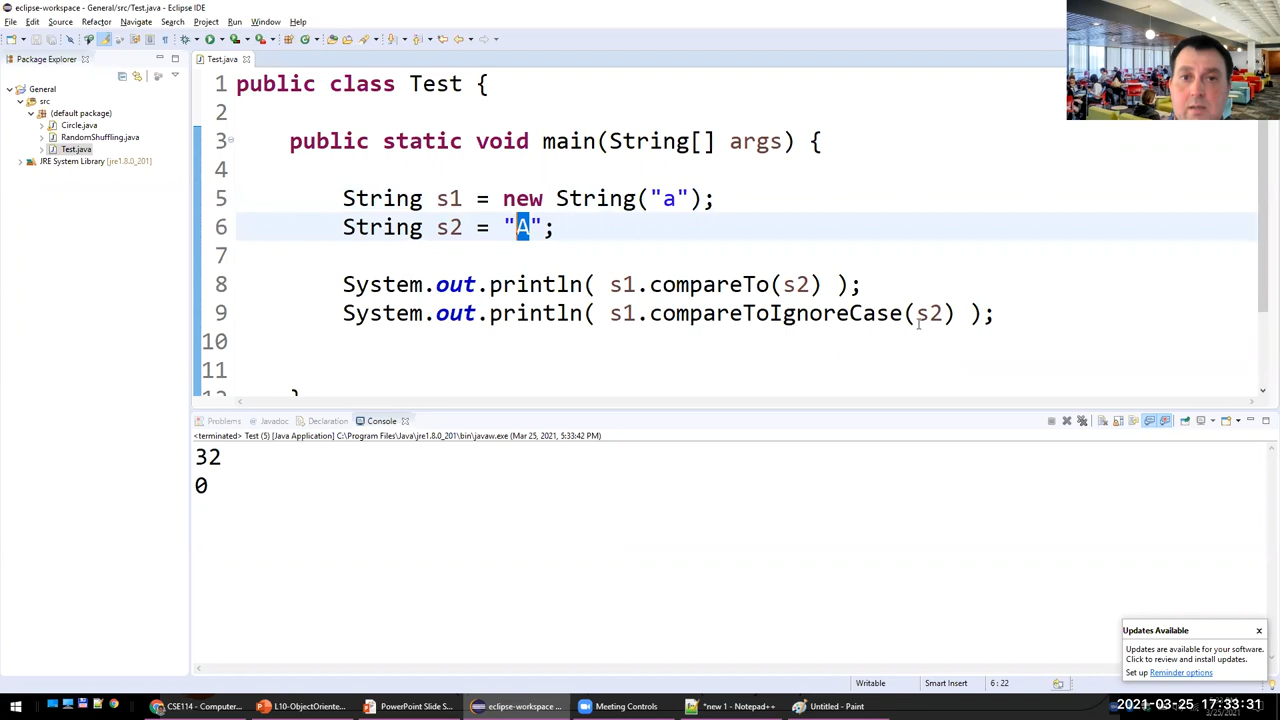 eclipse-workspace - General/src/Test.java - Eclipse IDE
File Edit Source Refactor Navigate Search Project Run Window Help
Package Explorer
General
src
(default package)
Circle.java
RandomShuffling.java
Test.java
JRE System Library [jre1.8.0_201]
Test.java
1 public class Test {
2
3 public static void main(String[] args) {
4
5 String s1 = new String("a");
6 String s2 = "A";
7
8 System.out.println( s1.compareTo(s2) );
9 System.out.println( s1.compareToIgnoreCase(s2) );
10
11
12 }
Problems Javadoc Declaration Console
<terminated> Test (5) [Java Application] C:\Program Files\Java\jre1.8.0_201\bin\javaw.exe (Mar 25, 2021, 5:33:42 PM)
32
0
Updates Available
Updates are available for your software.
Click to review and install updates.
Set up Reminder options
Writable Smart Insert 6 : 22
CSE114 - Computer... L10-ObjectOriente... PowerPoint Slide S... eclipse-workspace ... Meeting Controls *new 1 - Notepad++ Untitled - Paint
2021-03-25 17:33:31